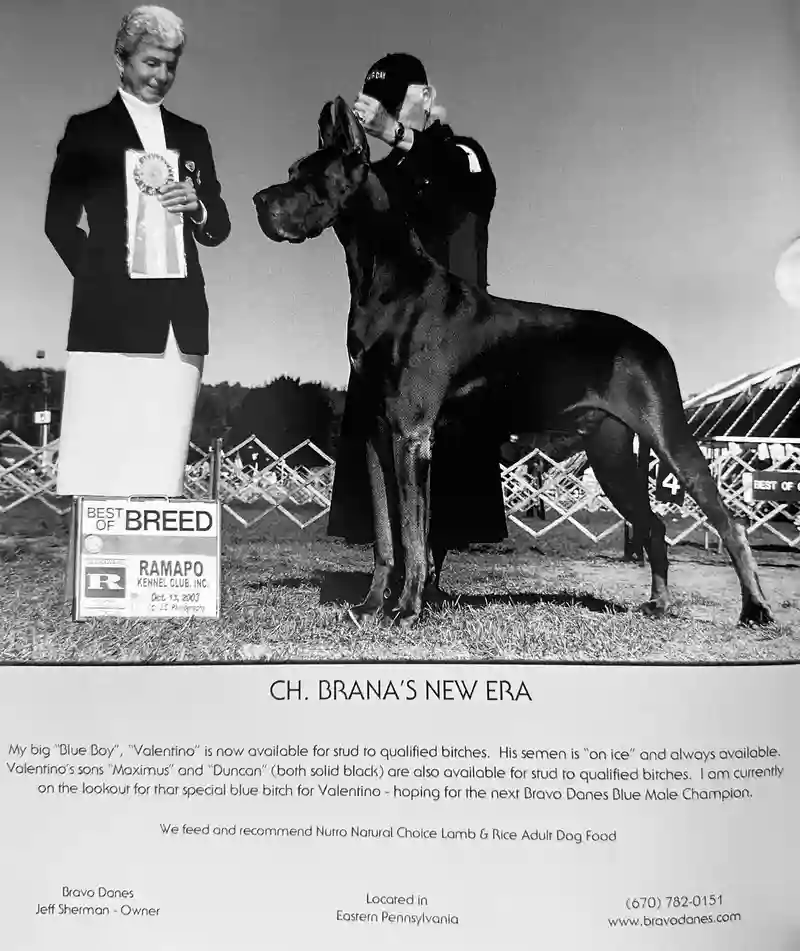 BEST OF BREED
R
RAMAPO
KENNEL CLUB, INC.
Oct. 13, 2003
4
BEST OF
CH. BRANA'S NEW ERA
My big "Blue Boy", "Valentino" is now available for stud to qualified bitches. His semen is "on ice" and always available.
Valentino's sons "Maximus" and "Duncan" (both solid black) are also available for stud to qualified bitches. I am currently
on the lookout for that special blue bitch for Valentino - hoping for the next Bravo Danes Blue Male Champion.
We feed and recommend Nutro Natural Choice Lamb & Rice Adult Dog Food
Bravo Danes
Jeff Sherman - Owner
Located in
Eastern Pennsylvania
(670) 782-0151
www.bravodanes.com